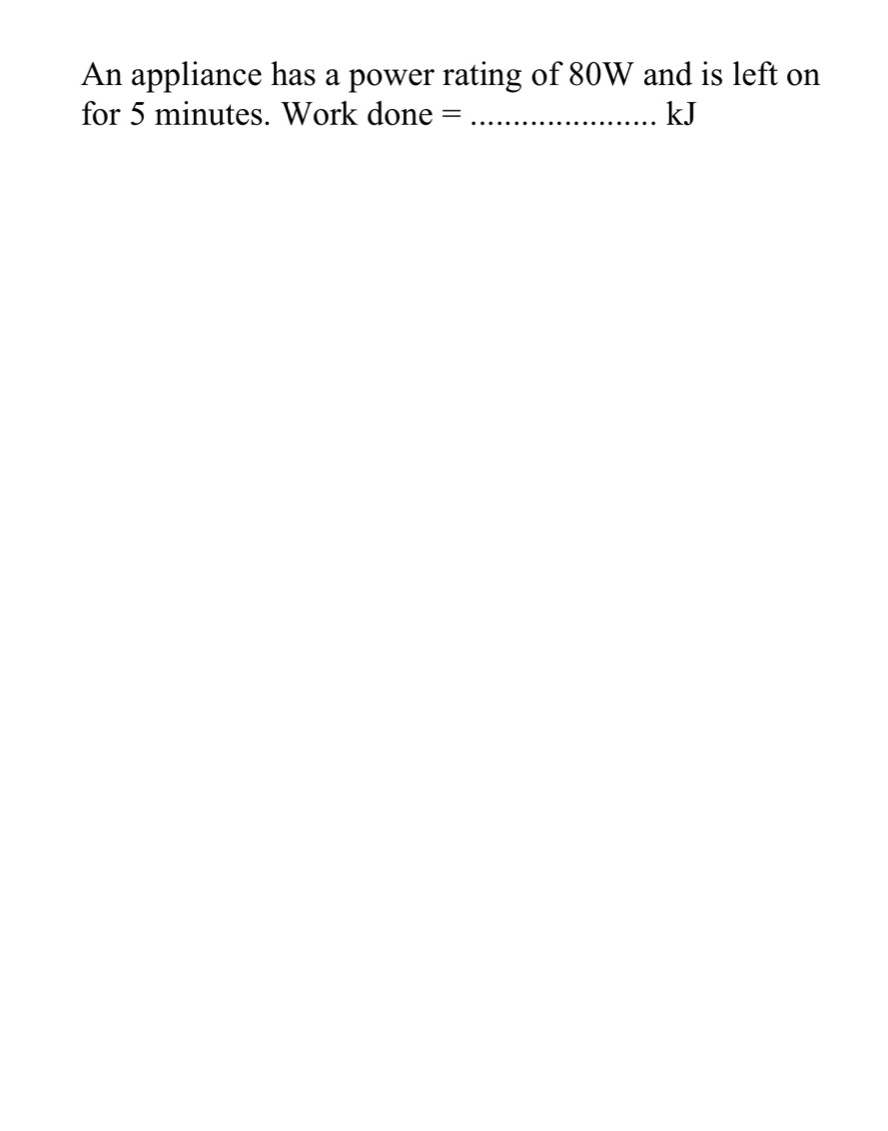 An appliance has a power rating of 80W and is left on
for 5 minutes. Work done = ...................... kJ